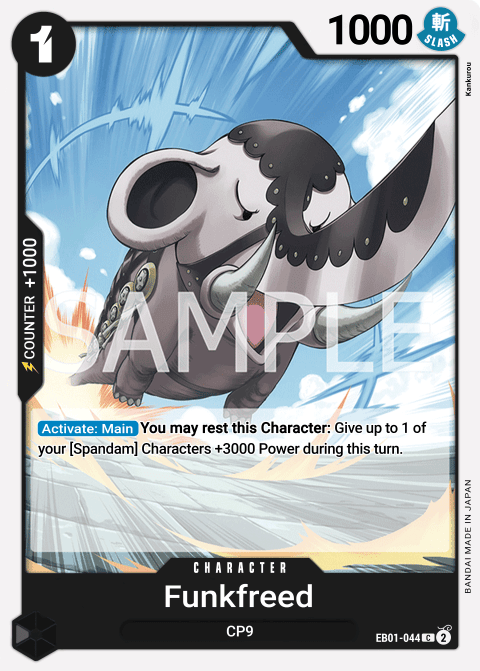 1
1000
斬
SLASH
Kankurou
COUNTER +1000
SAMPLE
Activate: Main You may rest this Character: Give up to 1 of
your [Spandam] Characters +3000 Power during this turn.
BANDAI MADE IN JAPAN
CHARACTER
Funkfreed
CP9
EB01-044 C 2